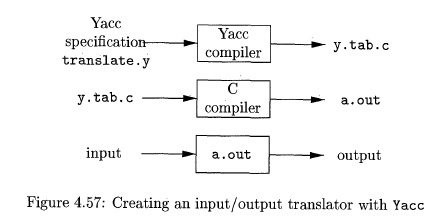 Yacc
specification
translate.y
Yacc
compiler
y.tab.c
y.tab.c
C
compiler
a.out
input
a.out
output
Figure 4.57: Creating an input/output translator with Yacc